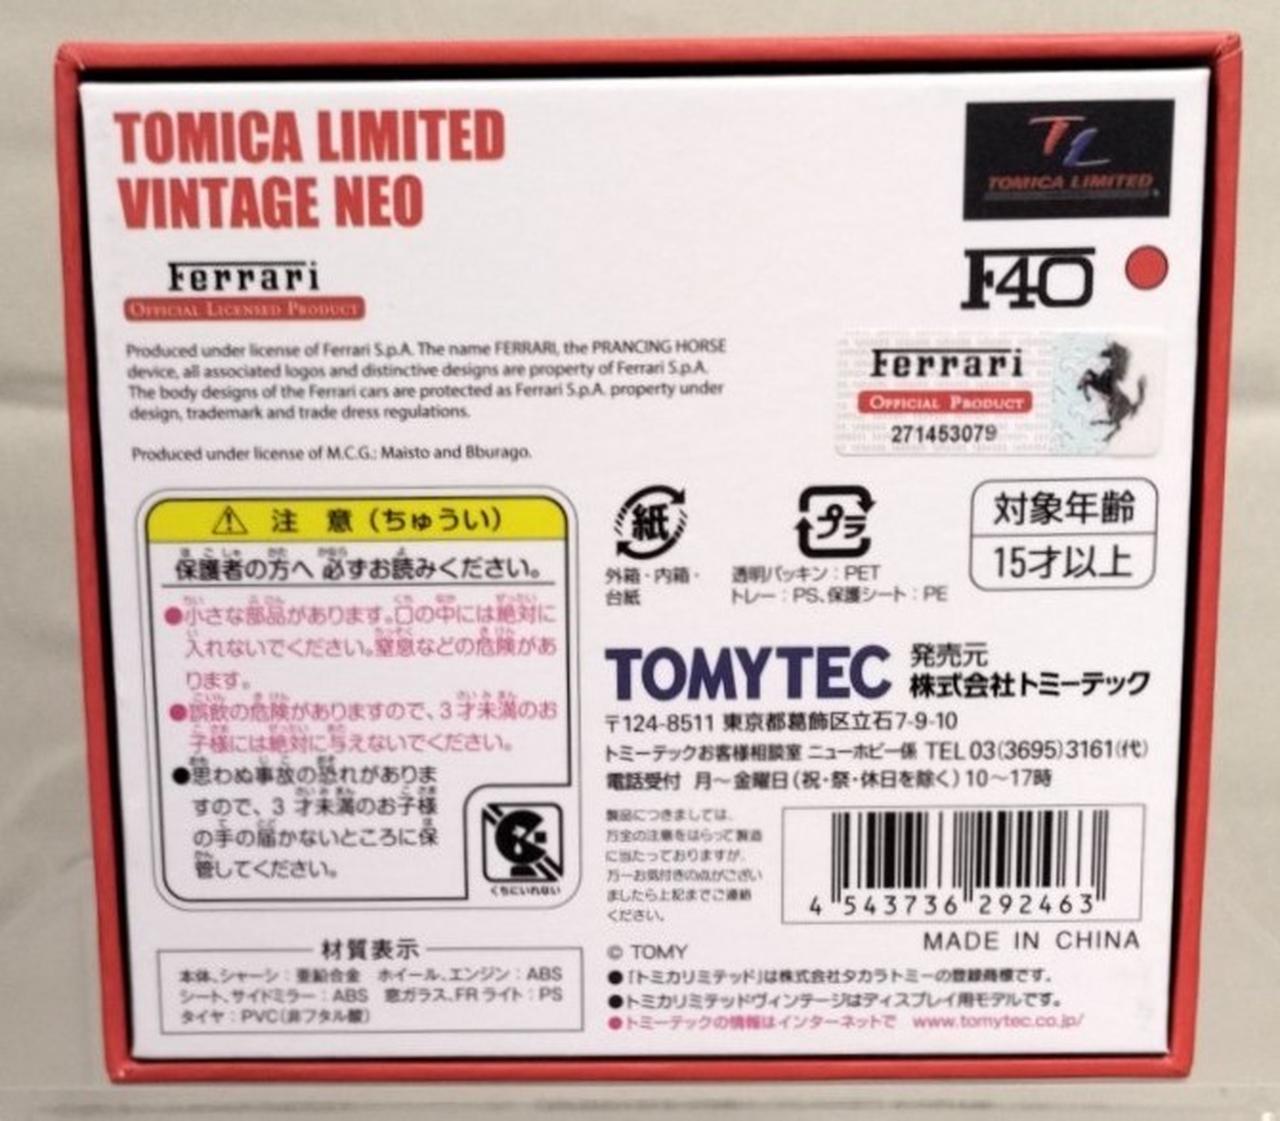 TOMICA LIMITED
VINTAGE NEO
TL
TOMICA LIMITED
Ferrari
OFFICIAL LICENSED PRODUCT
F40
Produced under license of Ferrari S.p.A. The name FERRARI, the PRANCING HORSE
device, all associated logos and distinctive designs are property of Ferrari S.p.A.
The body designs of the Ferrari cars are protected as Ferrari S.p.A. property under
design, trademark and trade dress regulations.
Produced under license of M.C.G.: Maisto and Bburago.
Ferrari
OFFICIAL PRODUCT
271453079
注 意(ちゅうい)
保護者の方へ 必ずお読みください。
●小さな部品があります。口の中には絶対に
入れないでください。窒息などの危険があ
ります。
●誤飲の危険がありますので、3才未満のお
子様には絶対に与えないでください。
●思わぬ事故の恐れがありま
すので、3 才未満のお子様
の手の届かないところに保
管してください。
くちにいれない
紙
外箱・内箱・
台紙
プラ
透明パッキン:PET
トレー:PS、保護シート:PE
対象年齢
15才以上
TOMYTEC
発売元
株式会社トミーテック
〒124-8511 東京都葛飾区立石7-9-10
トミーテックお客様相談室 ニューホビー係 TEL 03(3695)3161(代)
電話受付 月～金曜日(祝・祭・休日を除く)10～17時
製品につきましては、
万全の注意をはらって製造
に当たっておりますが、
万一お気付きの点がござい
ましたら上記までご連絡
ください。
4 543736 292463
MADE IN CHINA
材質表示
本体、シャーシ:亜鉛合金 ホイール、エンジン:ABS
シート、サイドミラー:ABS 窓ガラス、FRライト:PS
タイヤ:PVC(非フタル酸)
© TOMY
●「トミカリミテッド」は株式会社タカラトミーの登録商標です。
●トミカリミテッドヴィンテージはディスプレイ用モデルです。
●トミーテックの情報はインターネットで www.tomytec.co.jp/